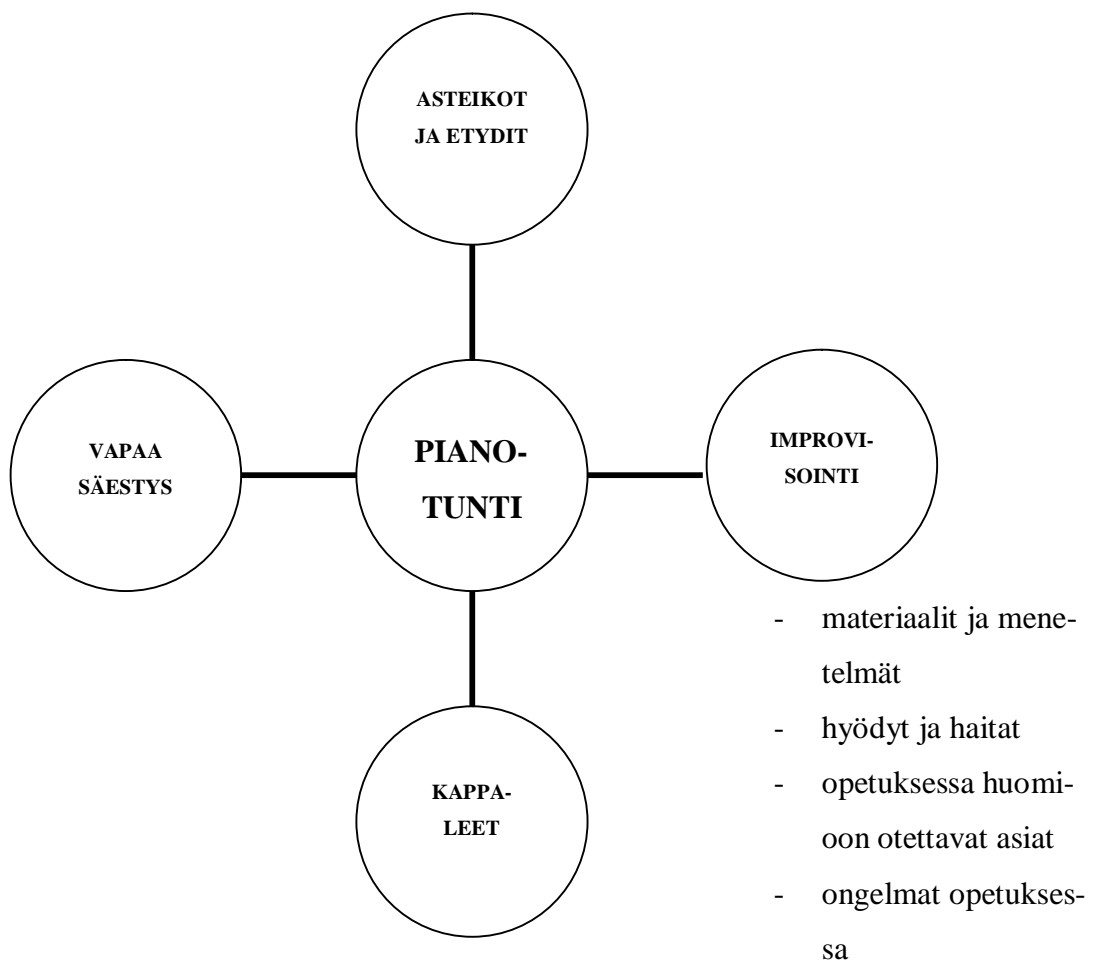 ASTEIKOT
JA ETYDIT
VAPAA
SÄESTYS
PIANO-
TUNTI
IMPROVI-
SOINTI
- materiaalit ja mene-
telmät
- hyödyt ja haitat
- opetuksessa huomi-
oon otettavat asiat
- ongelmat opetukses-
sa
KAPPA-
LEET